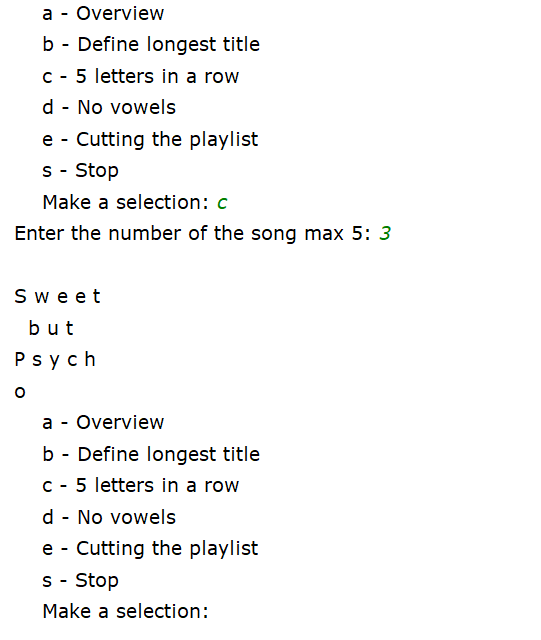 a - Overview
b - Define longest title
c - 5 letters in a row
d - No vowels
e - Cutting the playlist
s - Stop
Make a selection: c
Enter the number of the song max 5: 3
S w e e t
b u t
P s y c h
o
a - Overview
b - Define longest title
c - 5 letters in a row
d - No vowels
e - Cutting the playlist
s - Stop
Make a selection: